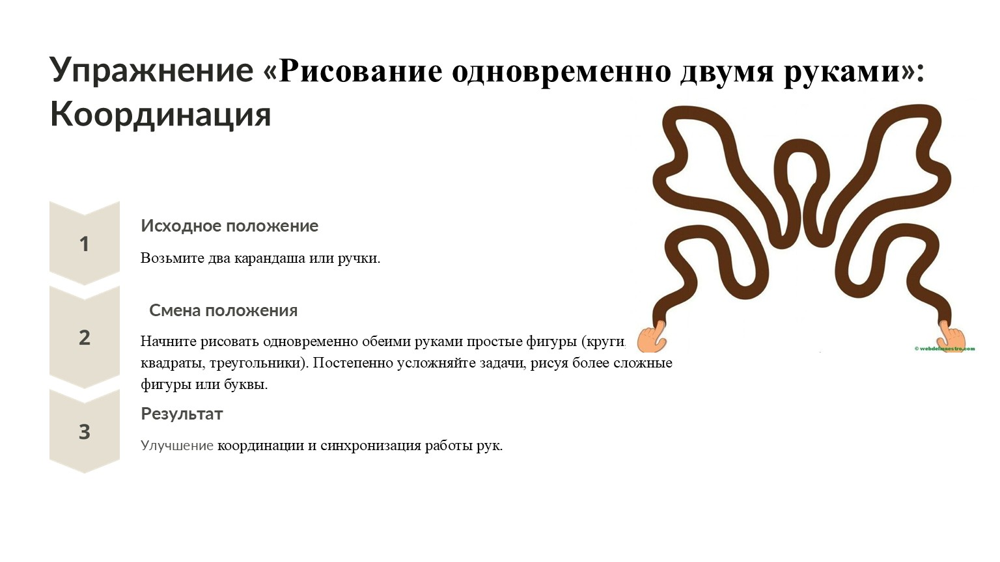 Упражнение «Рисование одновременно двумя руками»:
Координация
1
Исходное положение
Возьмите два карандаша или ручки.
2
Смена положения
Начните рисовать одновременно обеими руками простые фигуры (круги,
квадраты, треугольники). Постепенно усложняйте задачи, рисуя более сложные
фигуры или буквы.
3
Результат
Улучшение координации и синхронизация работы рук.
© webdelmaestro.com